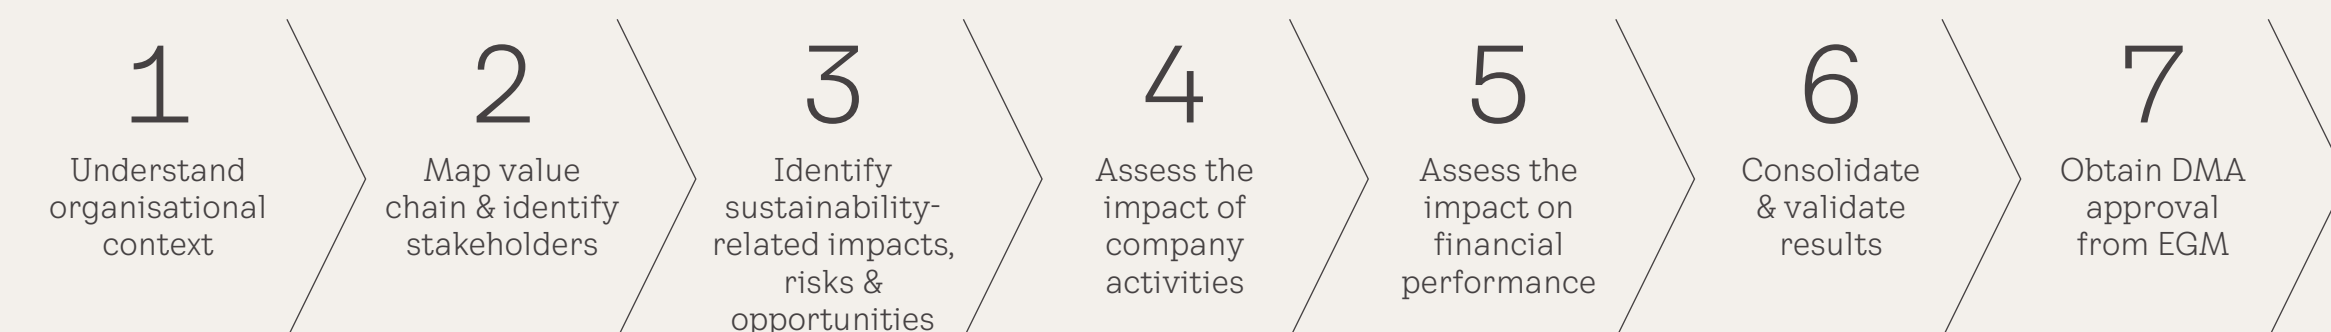 1
Understand
organisational
context
2
Map value
chain & identify
stakeholders
3
Identify
sustainability-
related impacts,
risks &
opportunities
4
Assess the
impact of
company
activities
5
Assess the
impact on
financial
performance
6
Consolidate
& validate
results
7
Obtain DMA
approval
from EGM